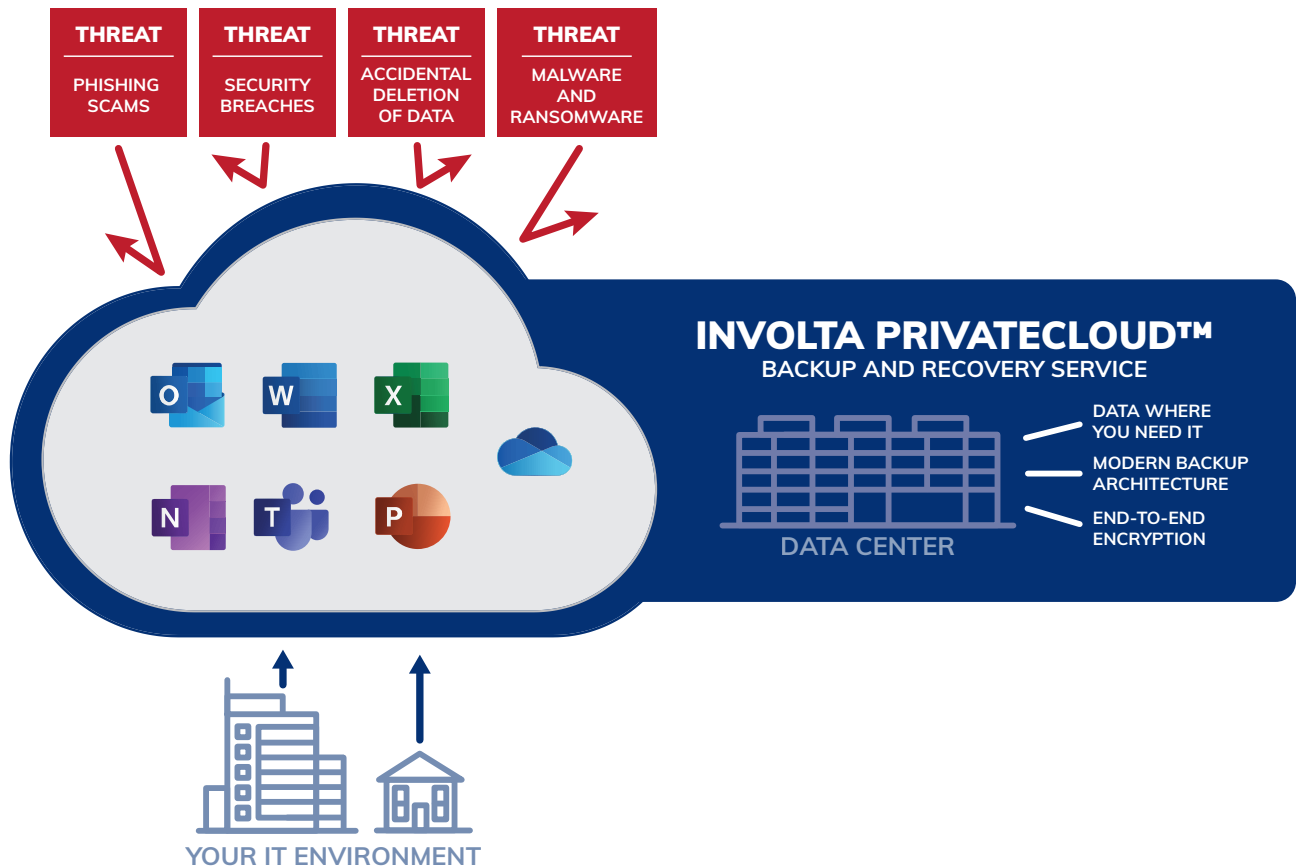 THREAT
PHISHING
SCAMS
THREAT
SECURITY
BREACHES
THREAT
ACCIDENTAL
DELETION
OF DATA
THREAT
MALWARE
AND
RANSOMWARE
INVOLTA PRIVATECLOUD™
BACKUP AND RECOVERY SERVICE
DATA WHERE
YOU NEED IT
MODERN BACKUP
ARCHITECTURE
END-TO-END
ENCRYPTION
DATA CENTER
O
W
X
N
T
P
YOUR IT ENVIRONMENT